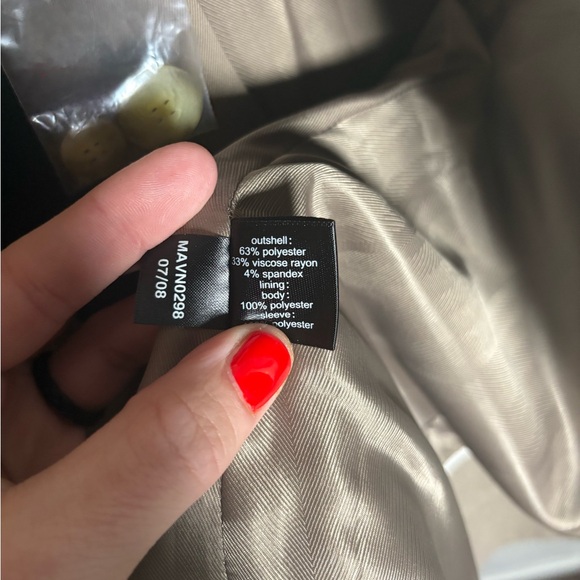 MAVN0298
07/08
outshell:
63% polyester
33% viscose rayon
4% spandex
lining:
body:
100% polyester
sleeve:
polyester